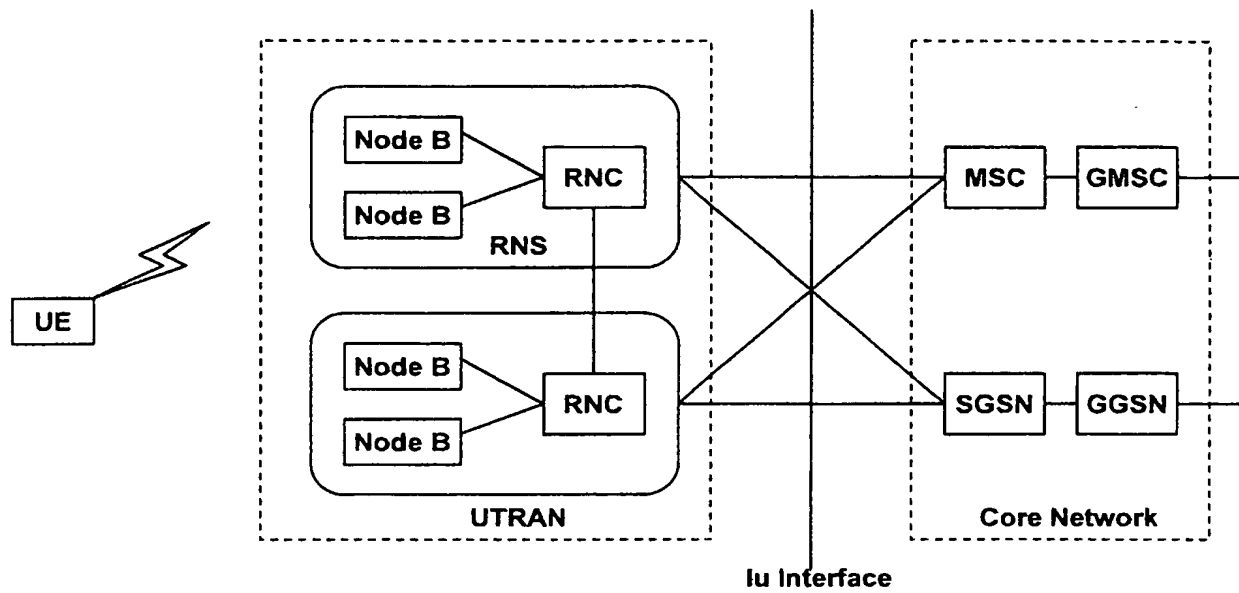 Node B
Node B
RNC
RNS
MSC
GMSC
UE
Node B
Node B
RNC
SGSN
GGSN
UTRAN
Core Network
Iu Interface